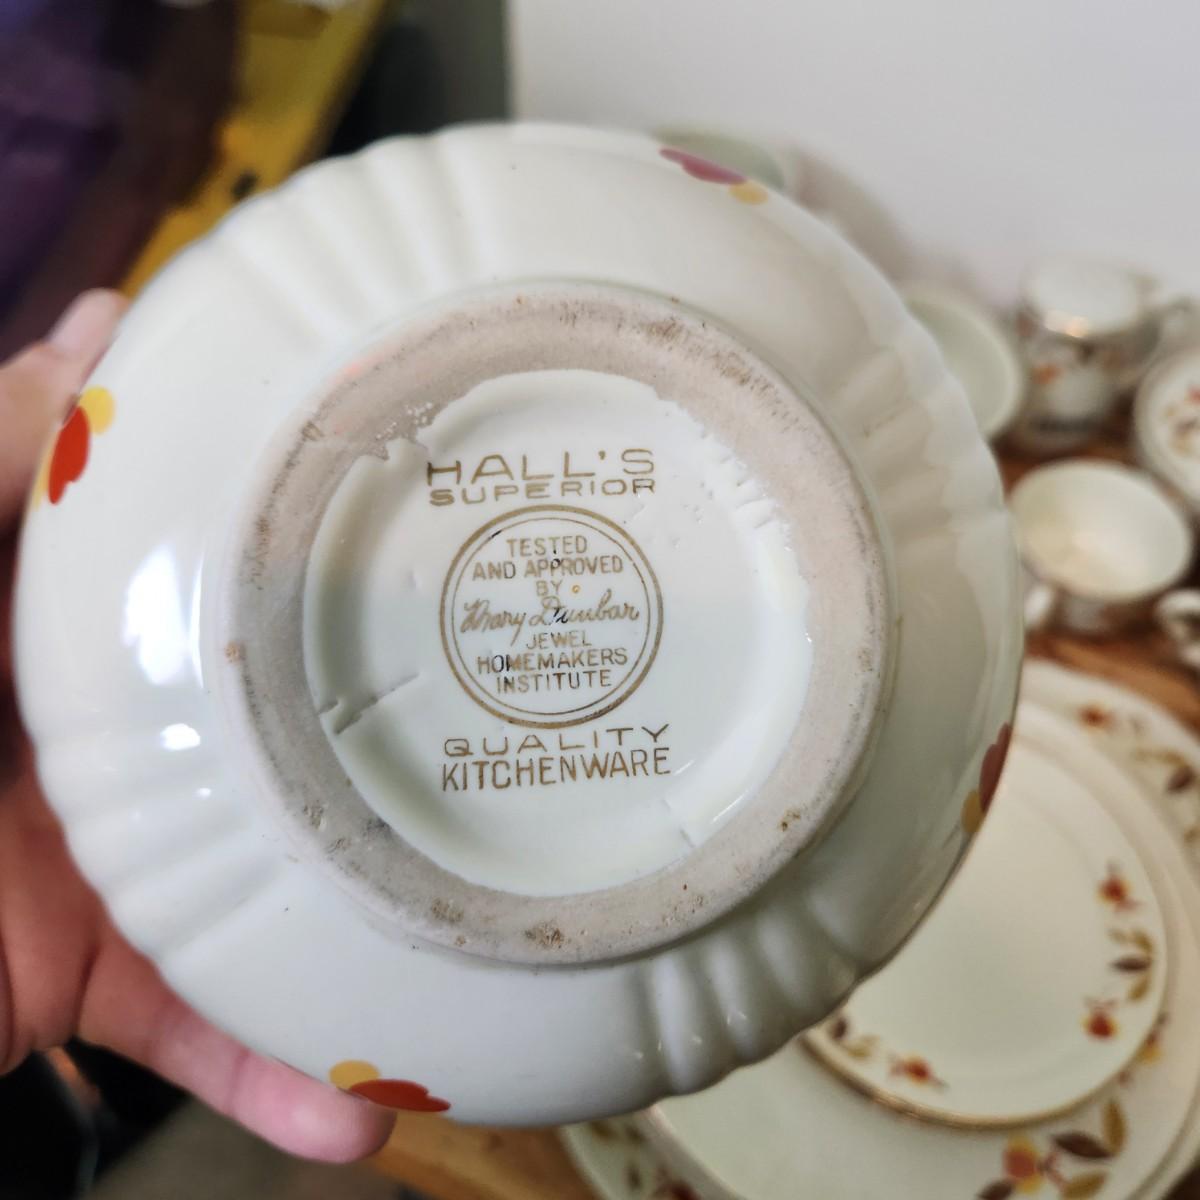 HALL'S
SUPERIOR
TESTED
AND APPROVED
BY
Mary Dunbar
JEWEL
HOMEMAKERS
INSTITUTE
QUALITY
KITCHENWARE